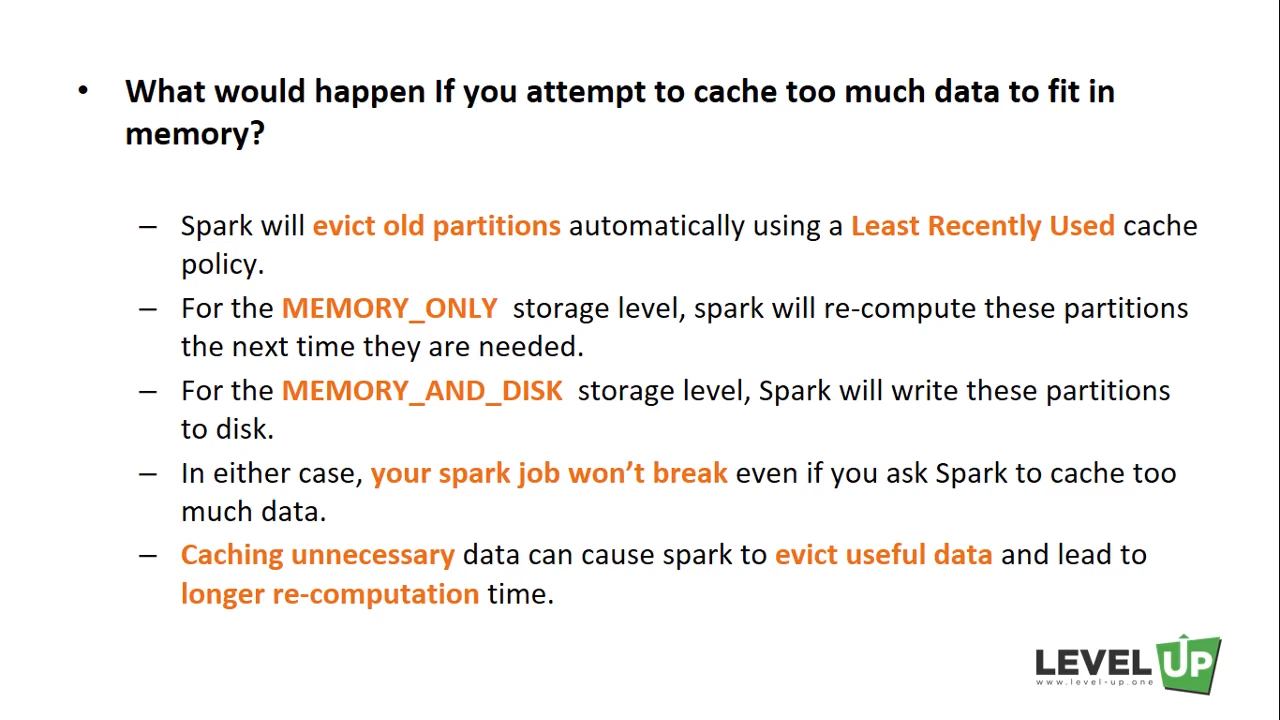 • What would happen If you attempt to cache too much data to fit in
memory?
– Spark will evict old partitions automatically using a Least Recently Used cache
policy.
– For the MEMORY_ONLY storage level, spark will re-compute these partitions
the next time they are needed.
– For the MEMORY_AND_DISK storage level, Spark will write these partitions
to disk.
– In either case, your spark job won’t break even if you ask Spark to cache too
much data.
– Caching unnecessary data can cause spark to evict useful data and lead to
longer re-computation time.
LEVEL UP
www.level-up.one